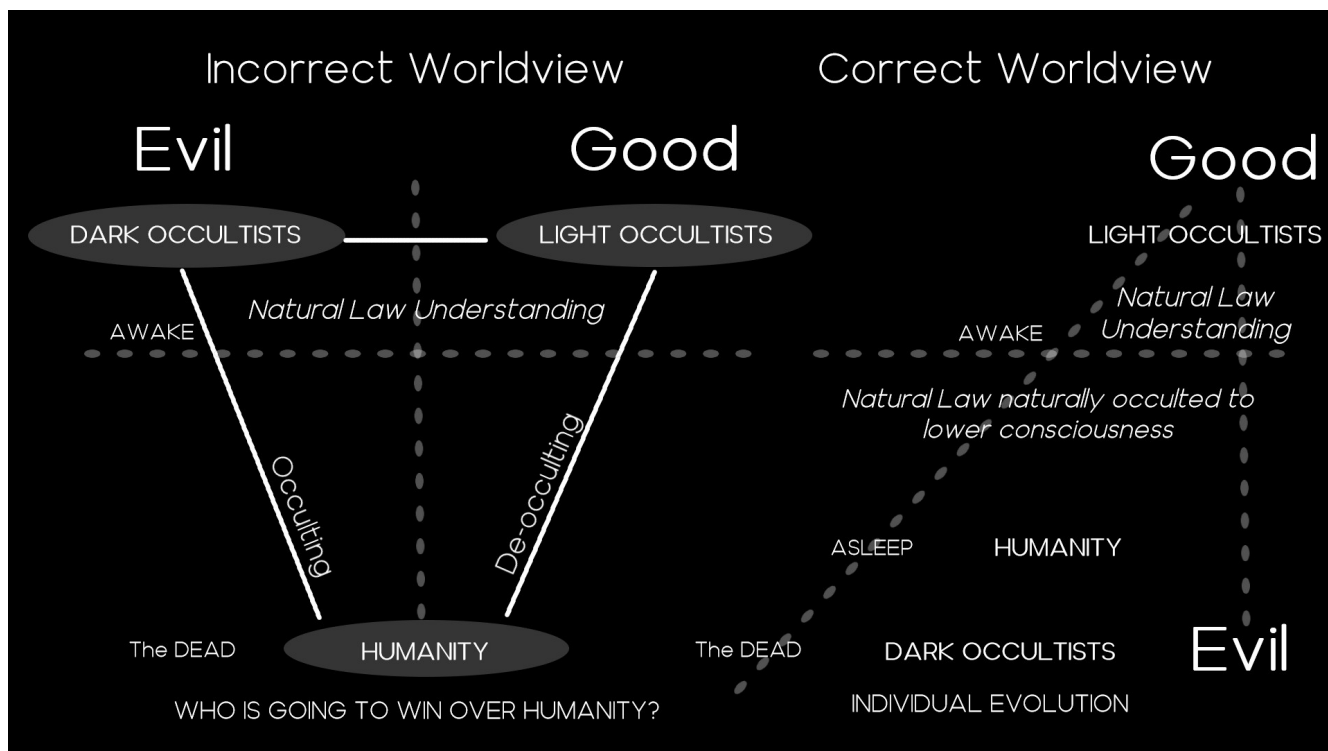 Incorrect Worldview
Evil
Good
DARK OCCULTISTS
LIGHT OCCULTISTS
Natural Law Understanding
AWAKE
Occulting
De-occulting
The DEAD
HUMANITY
WHO IS GOING TO WIN OVER HUMANITY?
Correct Worldview
Good
LIGHT OCCULTISTS
Natural Law
Understanding
AWAKE
Natural Law naturally occulted to
lower consciousness
ASLEEP
HUMANITY
The DEAD
DARK OCCULTISTS
Evil
INDIVIDUAL EVOLUTION